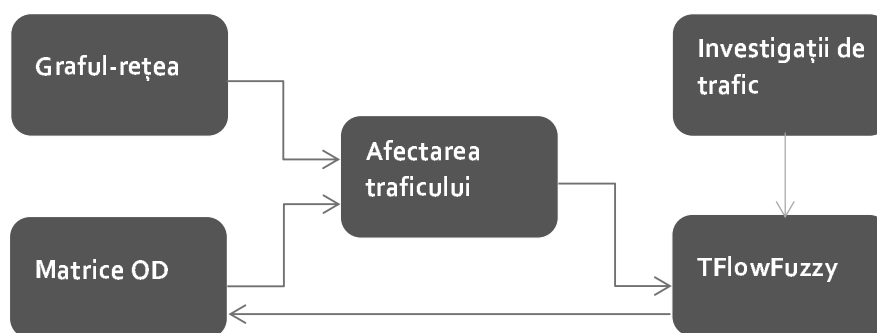 Graful-rețea
Investigații de
trafic
Afectarea
traficului
Matrice OD
TFlowFuzzy